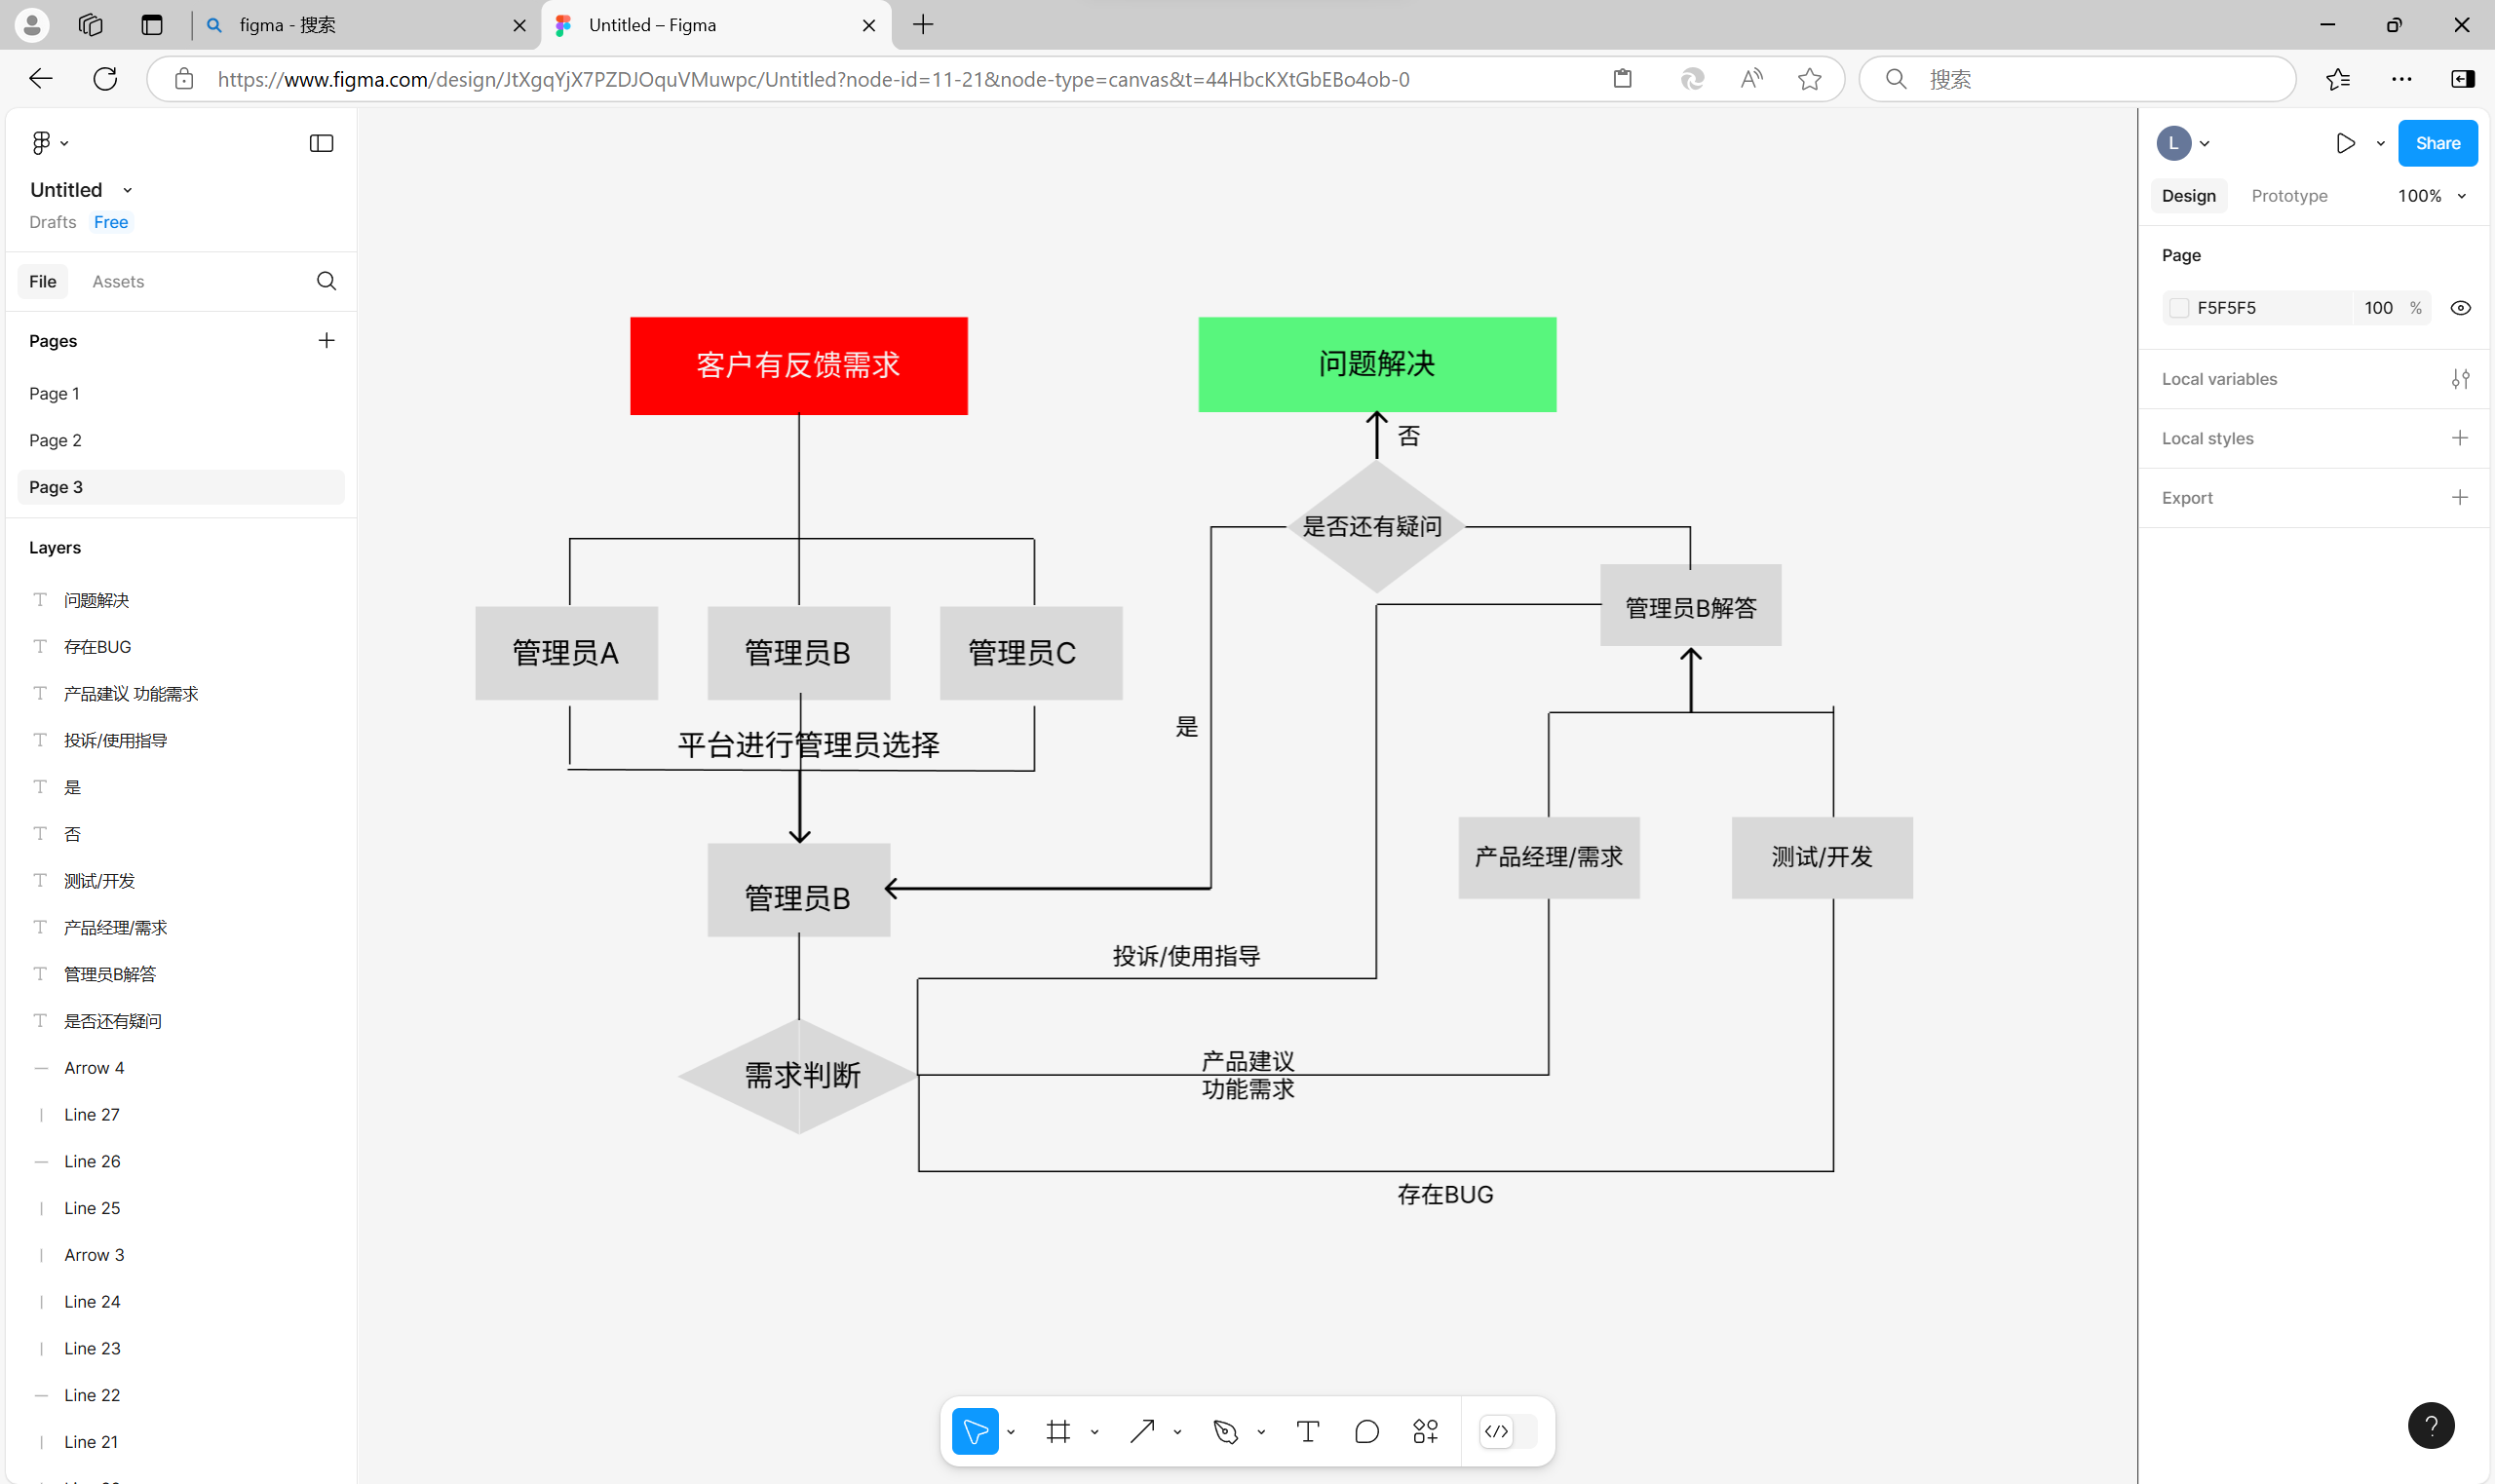 figma - 搜索
Untitled – Figma
https://www.figma.com/design/JtXgqYjX7PZDJOquVMuwpc/Untitled?node-id=11-21&node-type=canvas&t=44HbcKXtGbEBo4ob-0
搜索
Untitled
Drafts Free
File Assets
Pages
Page 1
Page 2
Page 3
Layers
问题解决
存在BUG
产品建议 功能需求
投诉/使用指导
是
否
测试/开发
产品经理/需求
管理员B解答
是否还有疑问
Arrow 4
Line 27
Line 26
Line 25
Arrow 3
Line 24
Line 23
Line 22
Line 21
客户有反馈需求
问题解决
否
是否还有疑问
管理员B解答
管理员A
管理员B
管理员C
是
平台进行管理员选择
产品经理/需求
测试/开发
管理员B
投诉/使用指导
产品建议
功能需求
需求判断
存在BUG
L
Share
Design Prototype 100%
Page
F5F5F5 100 %
Local variables
Local styles
Export
?